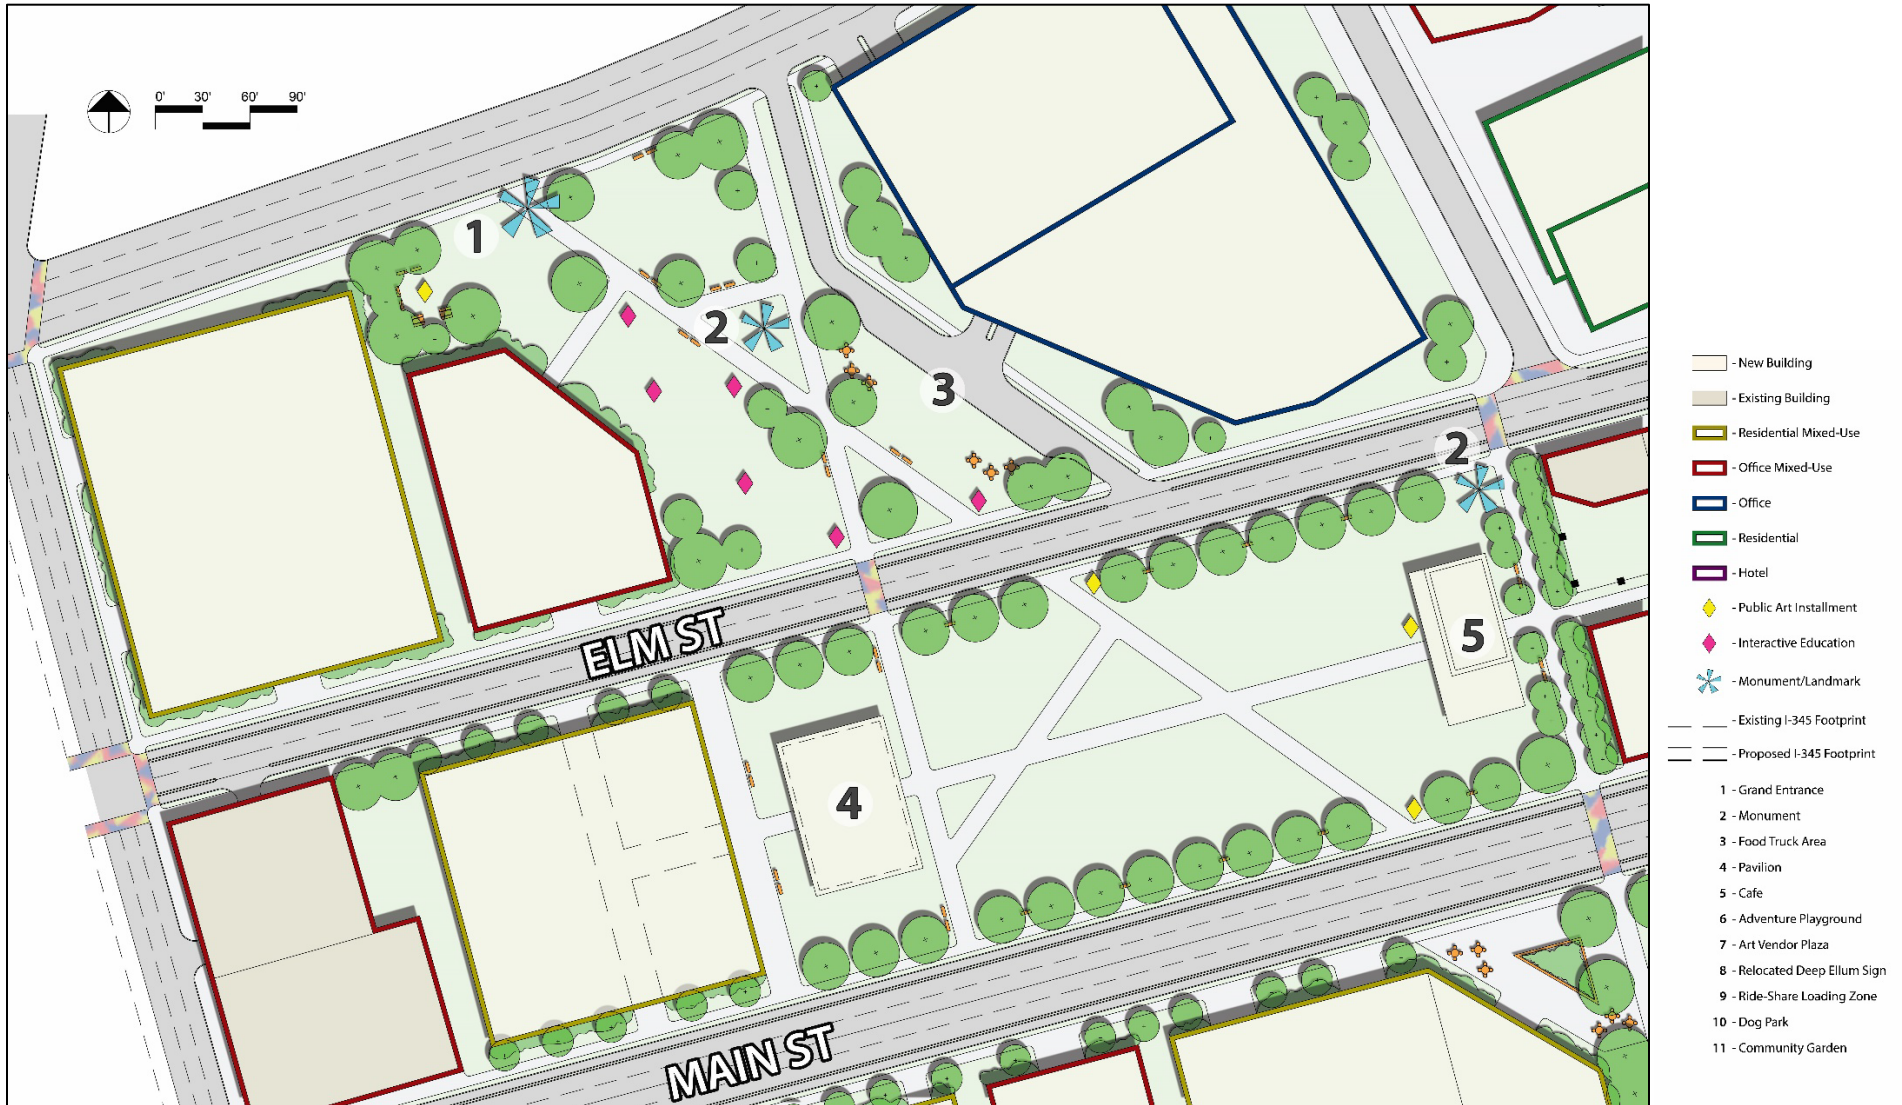 0' 30' 60' 90'
1
2
3
2
ELM ST
5
4
MAIN ST
- New Building
- Existing Building
- Residential Mixed-Use
- Office Mixed-Use
- Office
- Residential
- Hotel
- Public Art Installment
- Interactive Education
- Monument/Landmark
- Existing I-345 Footprint
- Proposed I-345 Footprint
1 - Grand Entrance
2 - Monument
3 - Food Truck Area
4 - Pavilion
5 - Cafe
6 - Adventure Playground
7 - Art Vendor Plaza
8 - Relocated Deep Ellum Sign
9 - Ride-Share Loading Zone
10 - Dog Park
11 - Community Garden